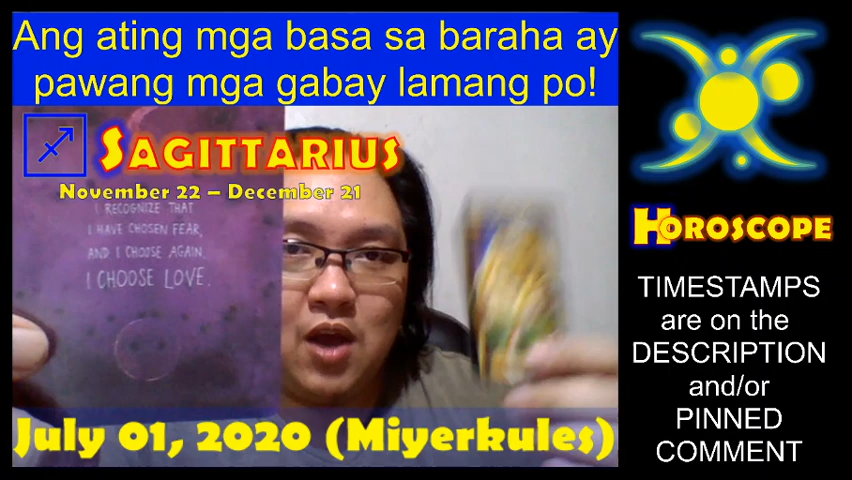 Ang ating mga basa sa baraha ay
pawang mga gabay lamang po!
SAGITTARIUS
November 22 – December 21
I RECOGNIZE THAT
I HAVE CHOSEN FEAR,
AND I CHOOSE AGAIN.
I CHOOSE LOVE.
July 01, 2020 (Miyerkules)
HOROSCOPE
TIMESTAMPS
are on the
DESCRIPTION
and/or
PINNED
COMMENT